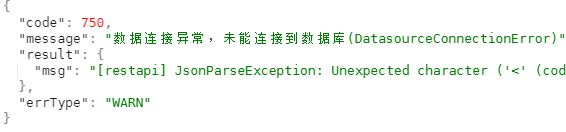 {
"code": 750,
"message": "数据连接异常，未能连接到数据库(DatasourceConnectionError)"
"result": {
"msg": "[restapi] JsonParseException: Unexpected character ('<' (cod
},
"errType": "WARN"
}